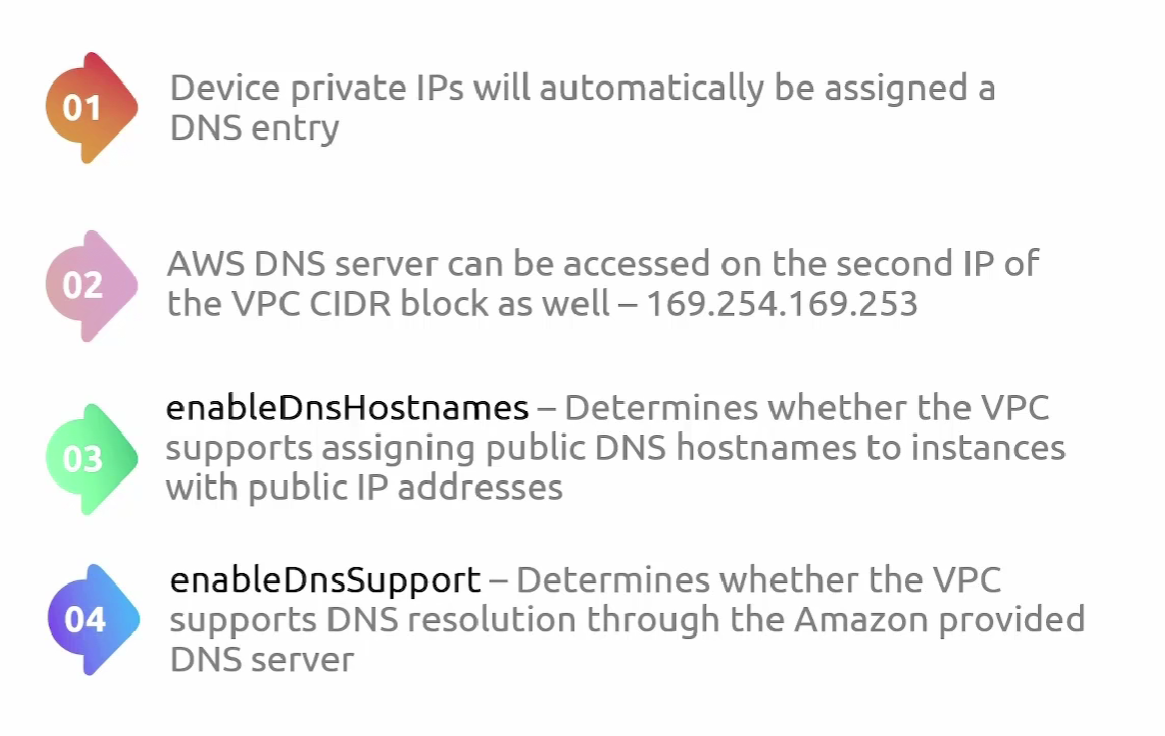 01
Device private IPs will automatically be assigned a
DNS entry
02
AWS DNS server can be accessed on the second IP of
the VPC CIDR block as well – 169.254.169.253
03
enableDnsHostnames – Determines whether the VPC
supports assigning public DNS hostnames to instances
with public IP addresses
04
enableDnsSupport – Determines whether the VPC
supports DNS resolution through the Amazon provided
DNS server